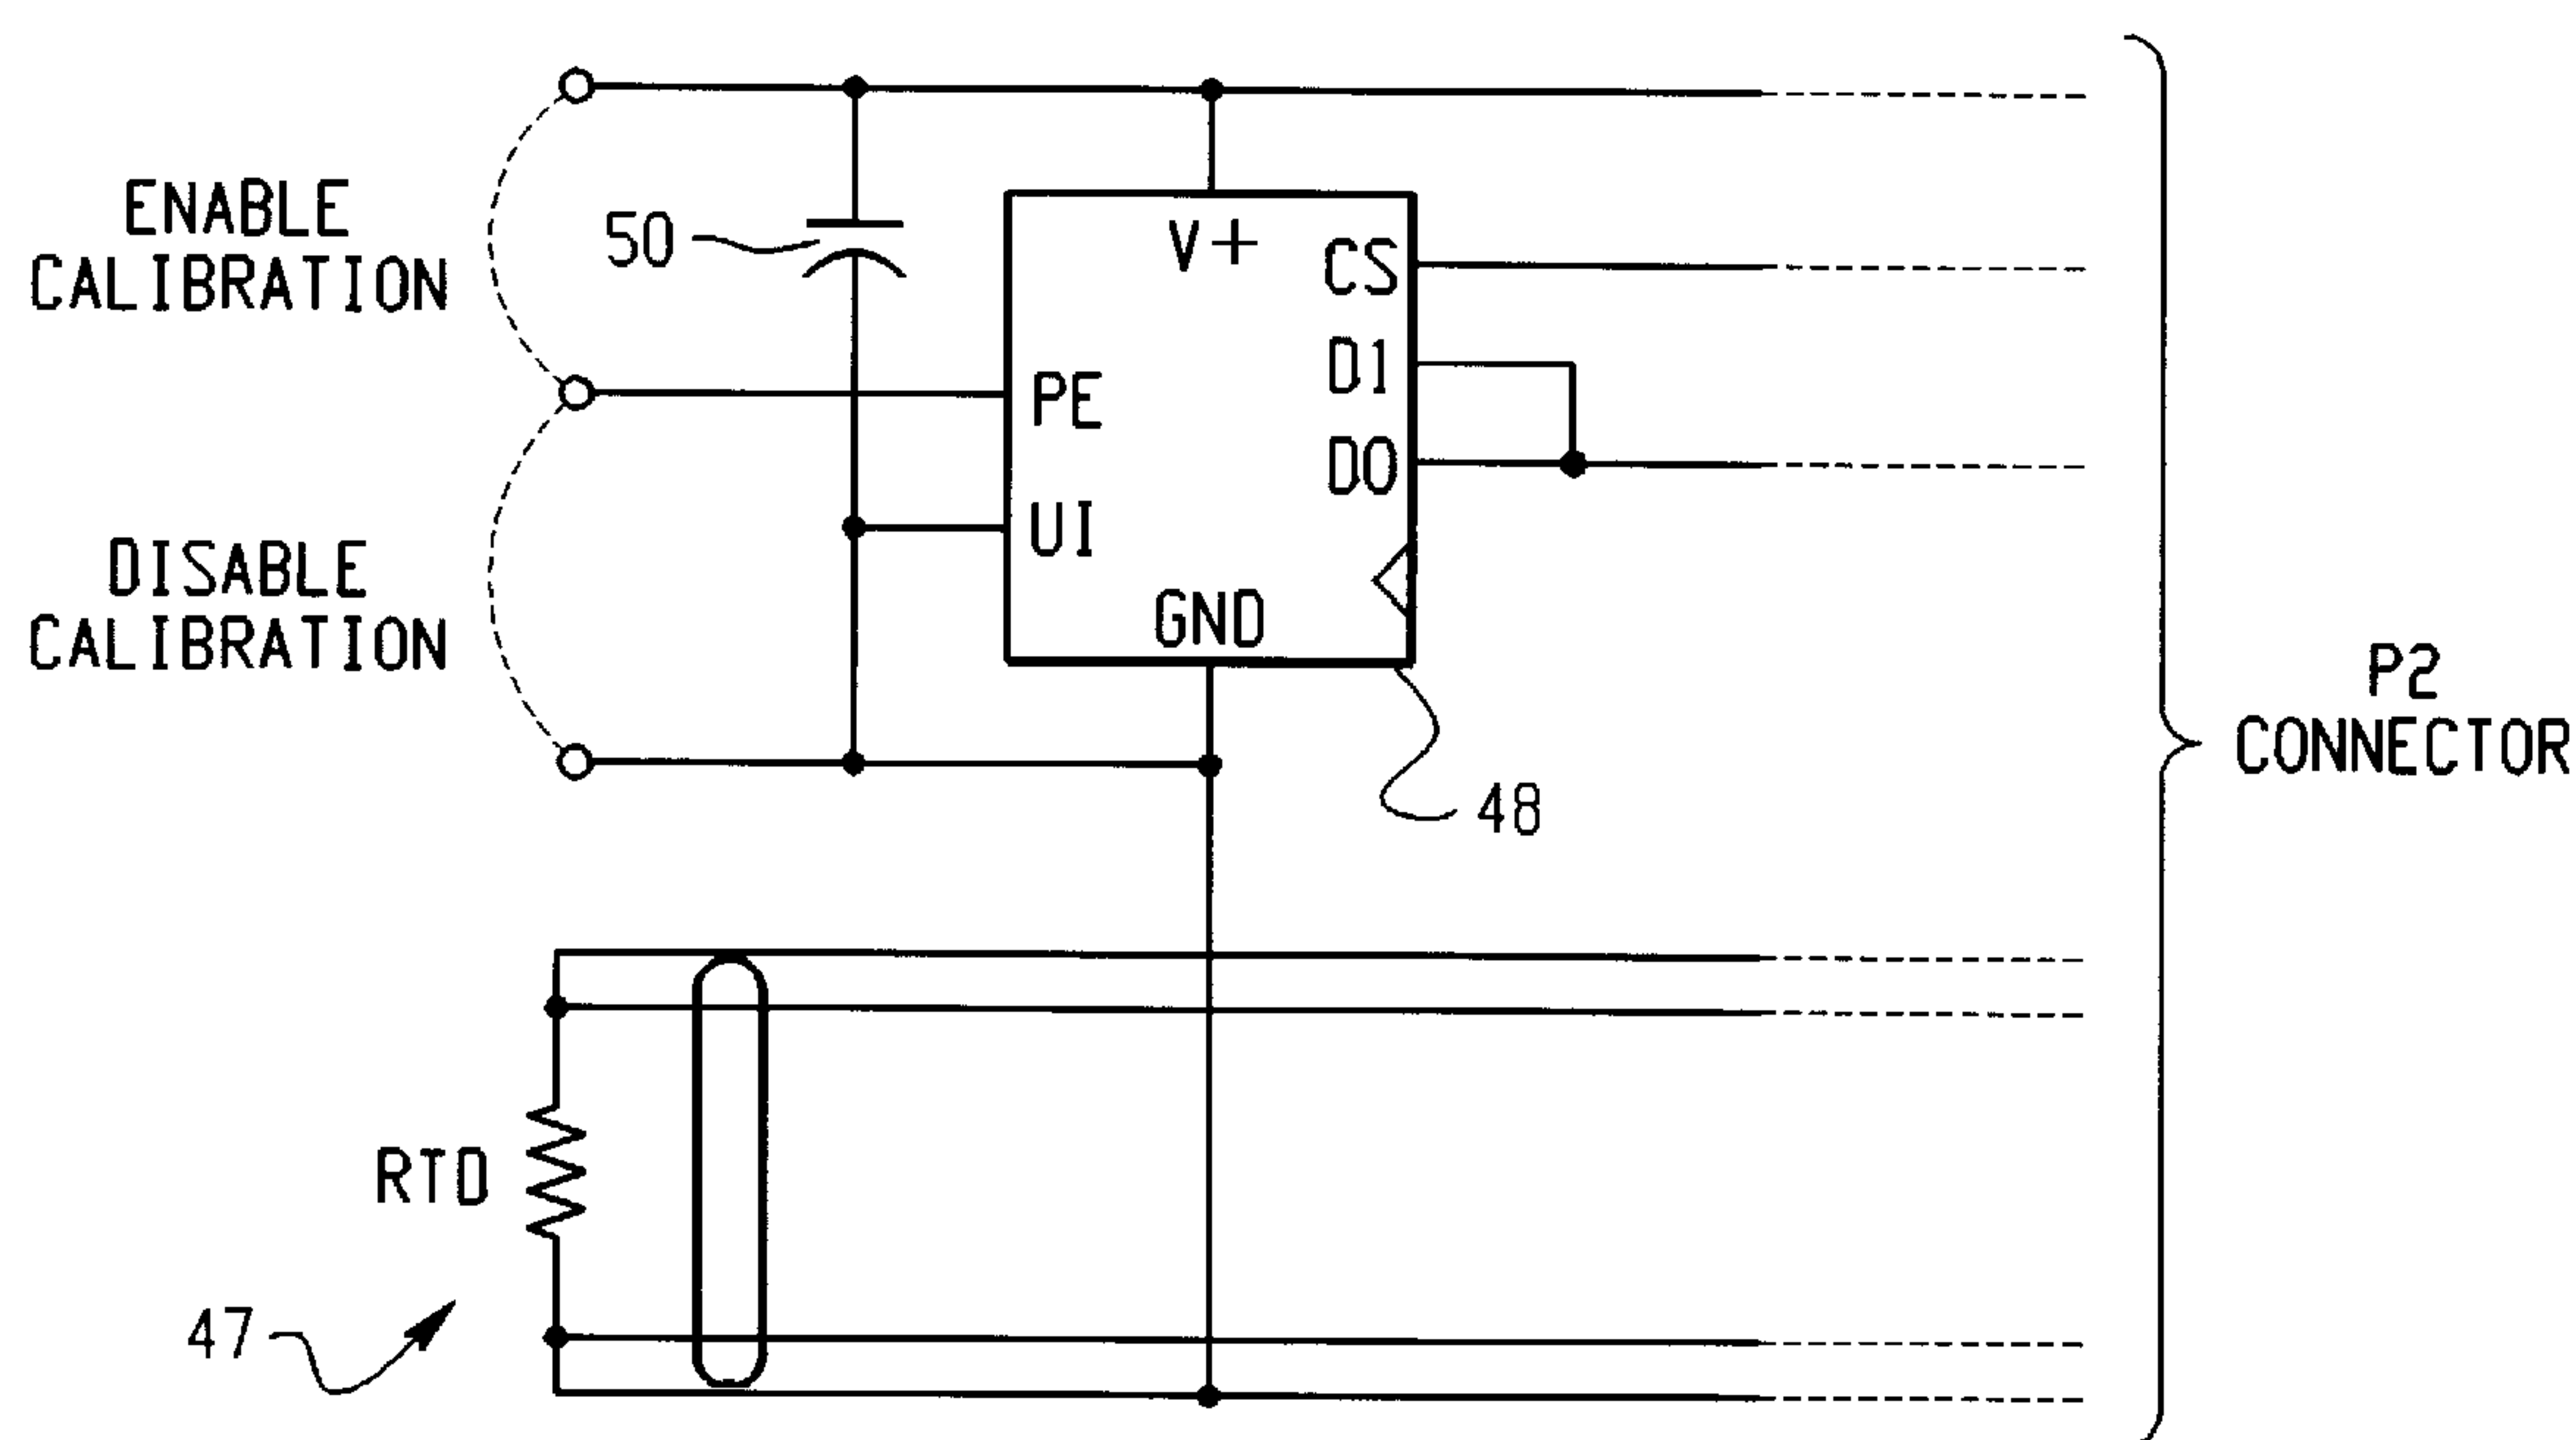 ENABLE
CALIBRATION
50
V+
CS
D1
PE
D0
UI
DISABLE
CALIBRATION
GND
P2
CONNECTOR
48
RTD
47